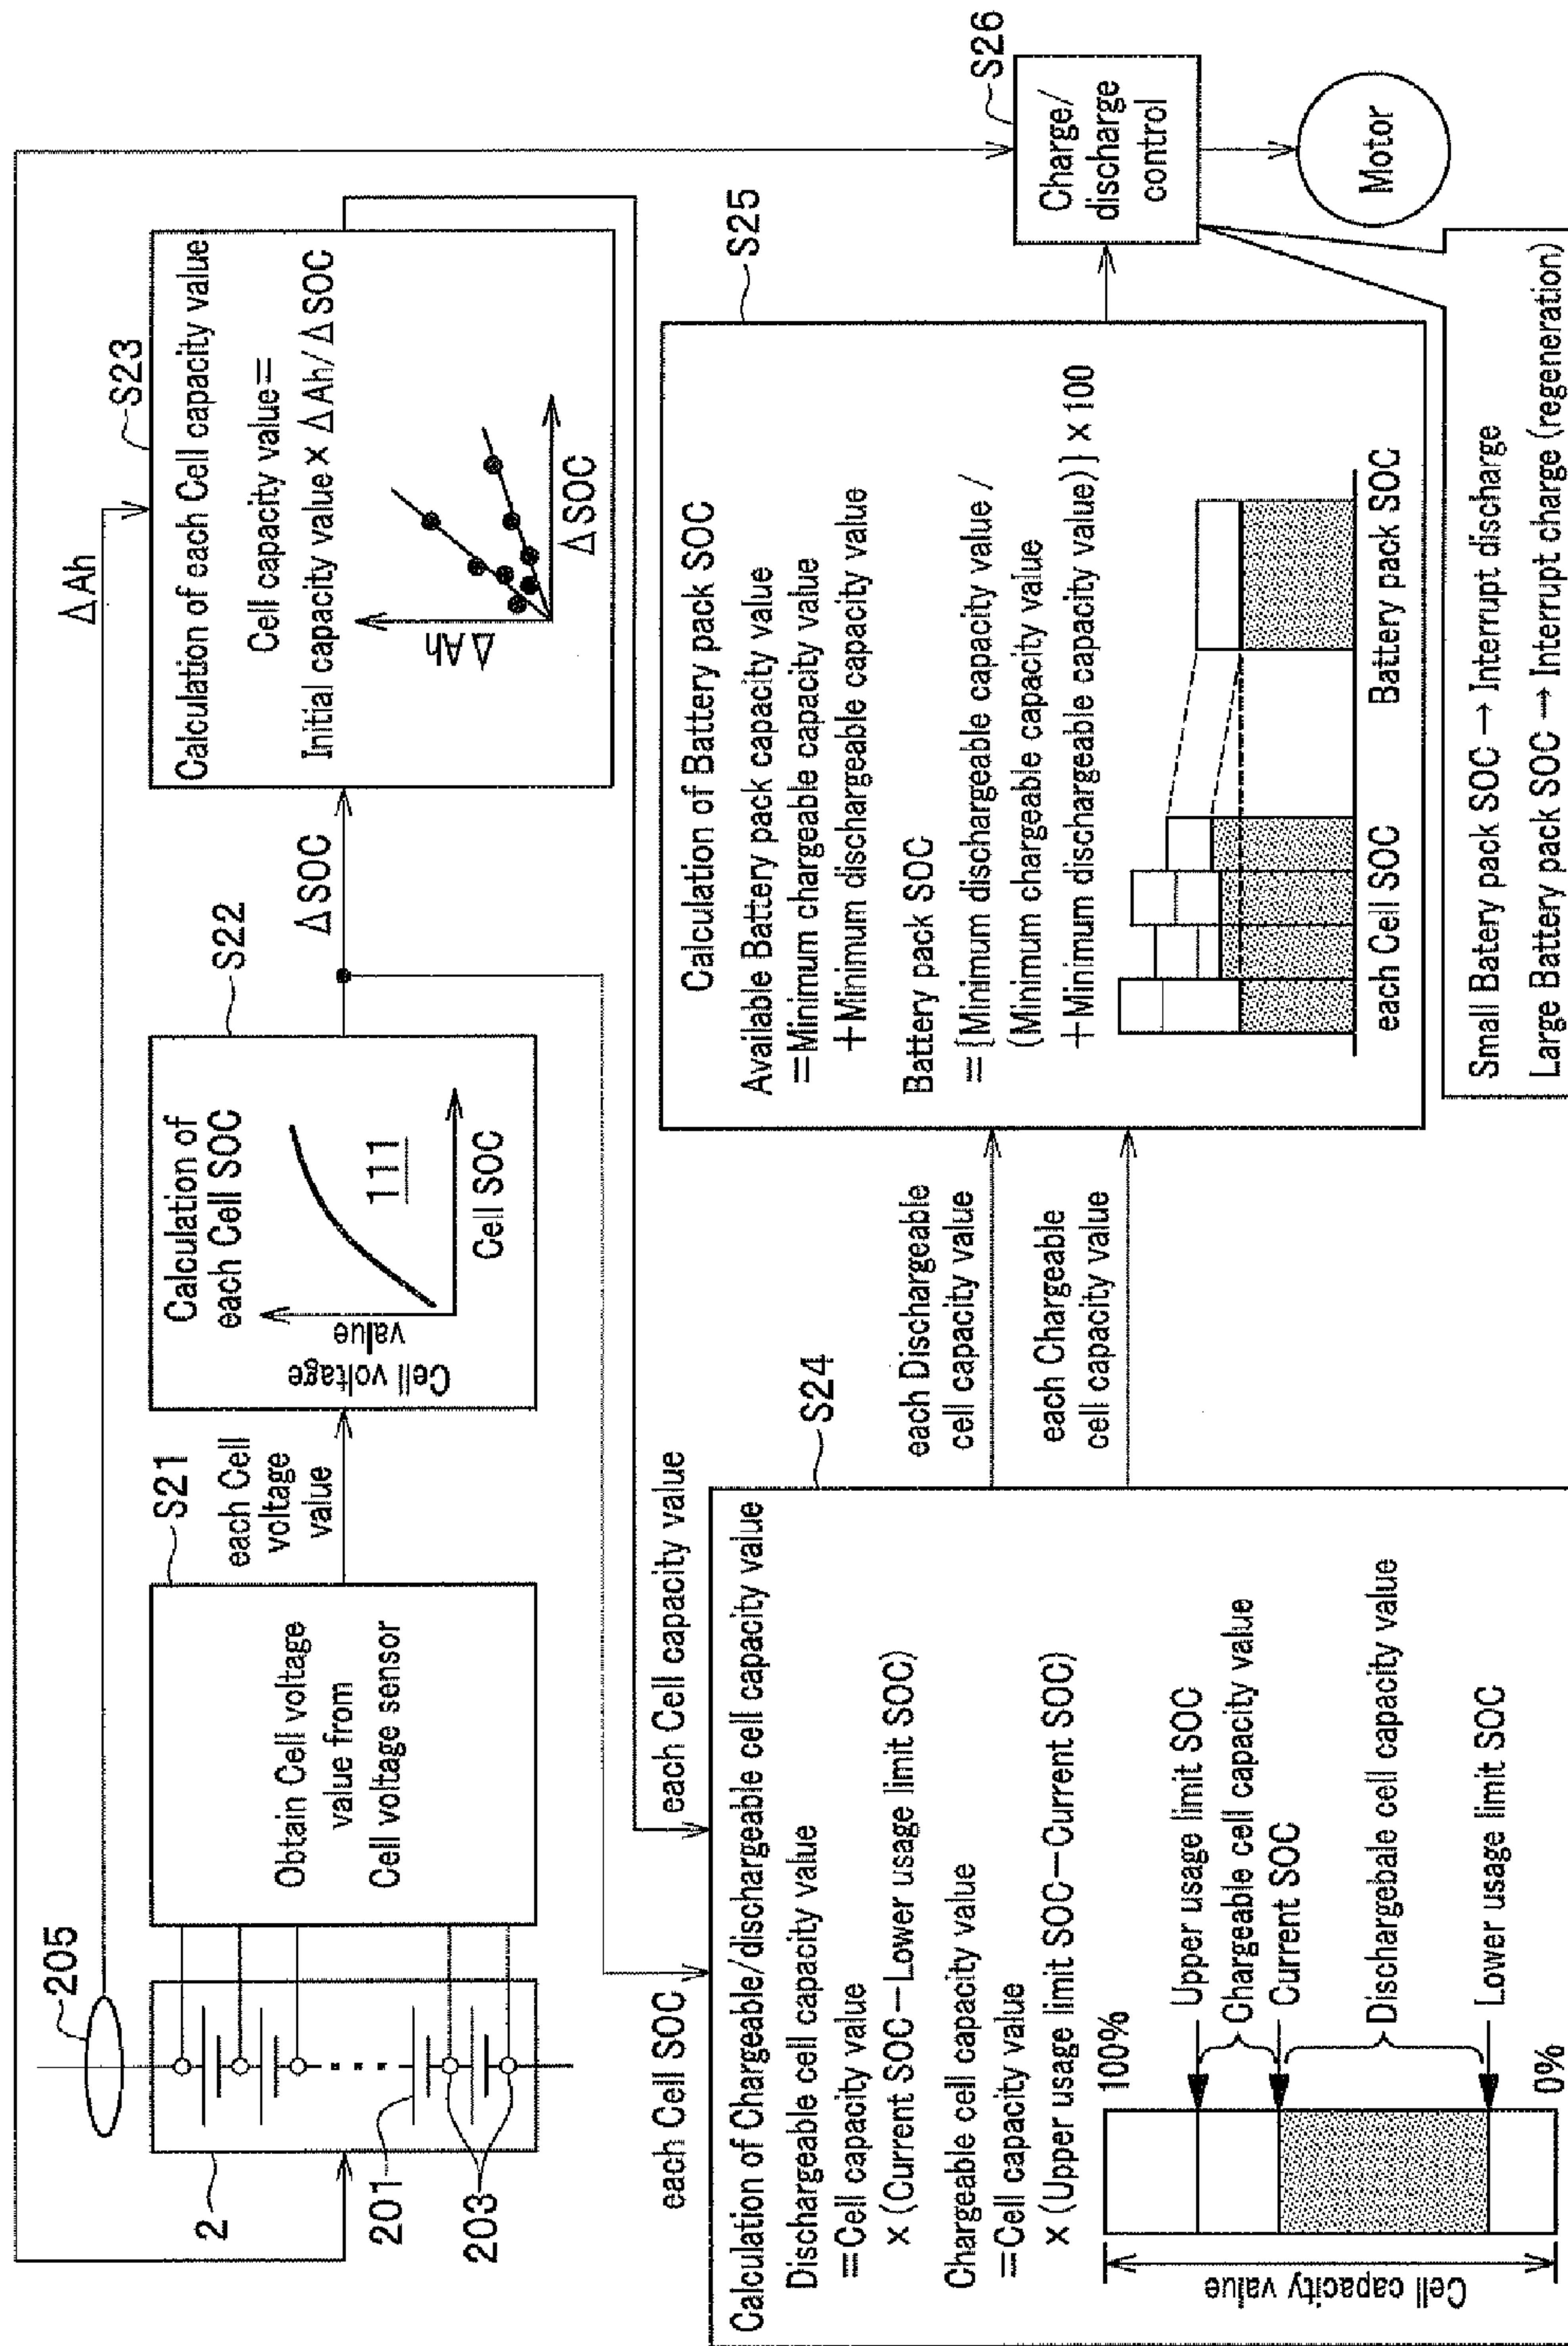 205
2
201
203
S21
Obtain Cell voltage
value from
Cell voltage sensor
each Cell
voltage
value
S22
Calculation of
each Cell SOC
Cell voltage
value
111
Cell SOC
ΔSOC
ΔAh
S23
Calculation of each Cell capacity value
Cell capacity value=
Initial capacity value×ΔAh/ΔSOC
ΔAh
ΔSOC
each Cell SOC
each Cell capacity value
S24
Calculation of Chargeable/dischargeable cell capacity value
Dischargeable cell capacity value
=Cell capacity value
×(Current SOC−Lower usage limit SOC)
Chargeable cell capacity value
=Cell capacity value
×(Upper usage limit SOC−Current SOC)
100%
Upper usage limit SOC
Chargeable cell capacity value
Current SOC
Dischargebale cell capacity value
Lower usage limit SOC
0%
Cell capacity value
each Dischargeable
cell capacity value
each Chargeable
cell capacity value
S25
Calculation of Battery pack SOC
Available Battery pack capacity value
=Minimum chargeable capacity value
+Minimum dischargeable capacity value
Battery pack SOC
={Minimum dischargeable capacity value/
(Minimum chargeable capacity value
+Minimum dischargeable capacity value)}×100
each Cell SOC
Battery pack SOC
S26
Charge/
discharge
control
Motor
Small Batery pack SOC→Interrupt discharge
Large Battery pack SOC→Interrupt charge(regeneration)